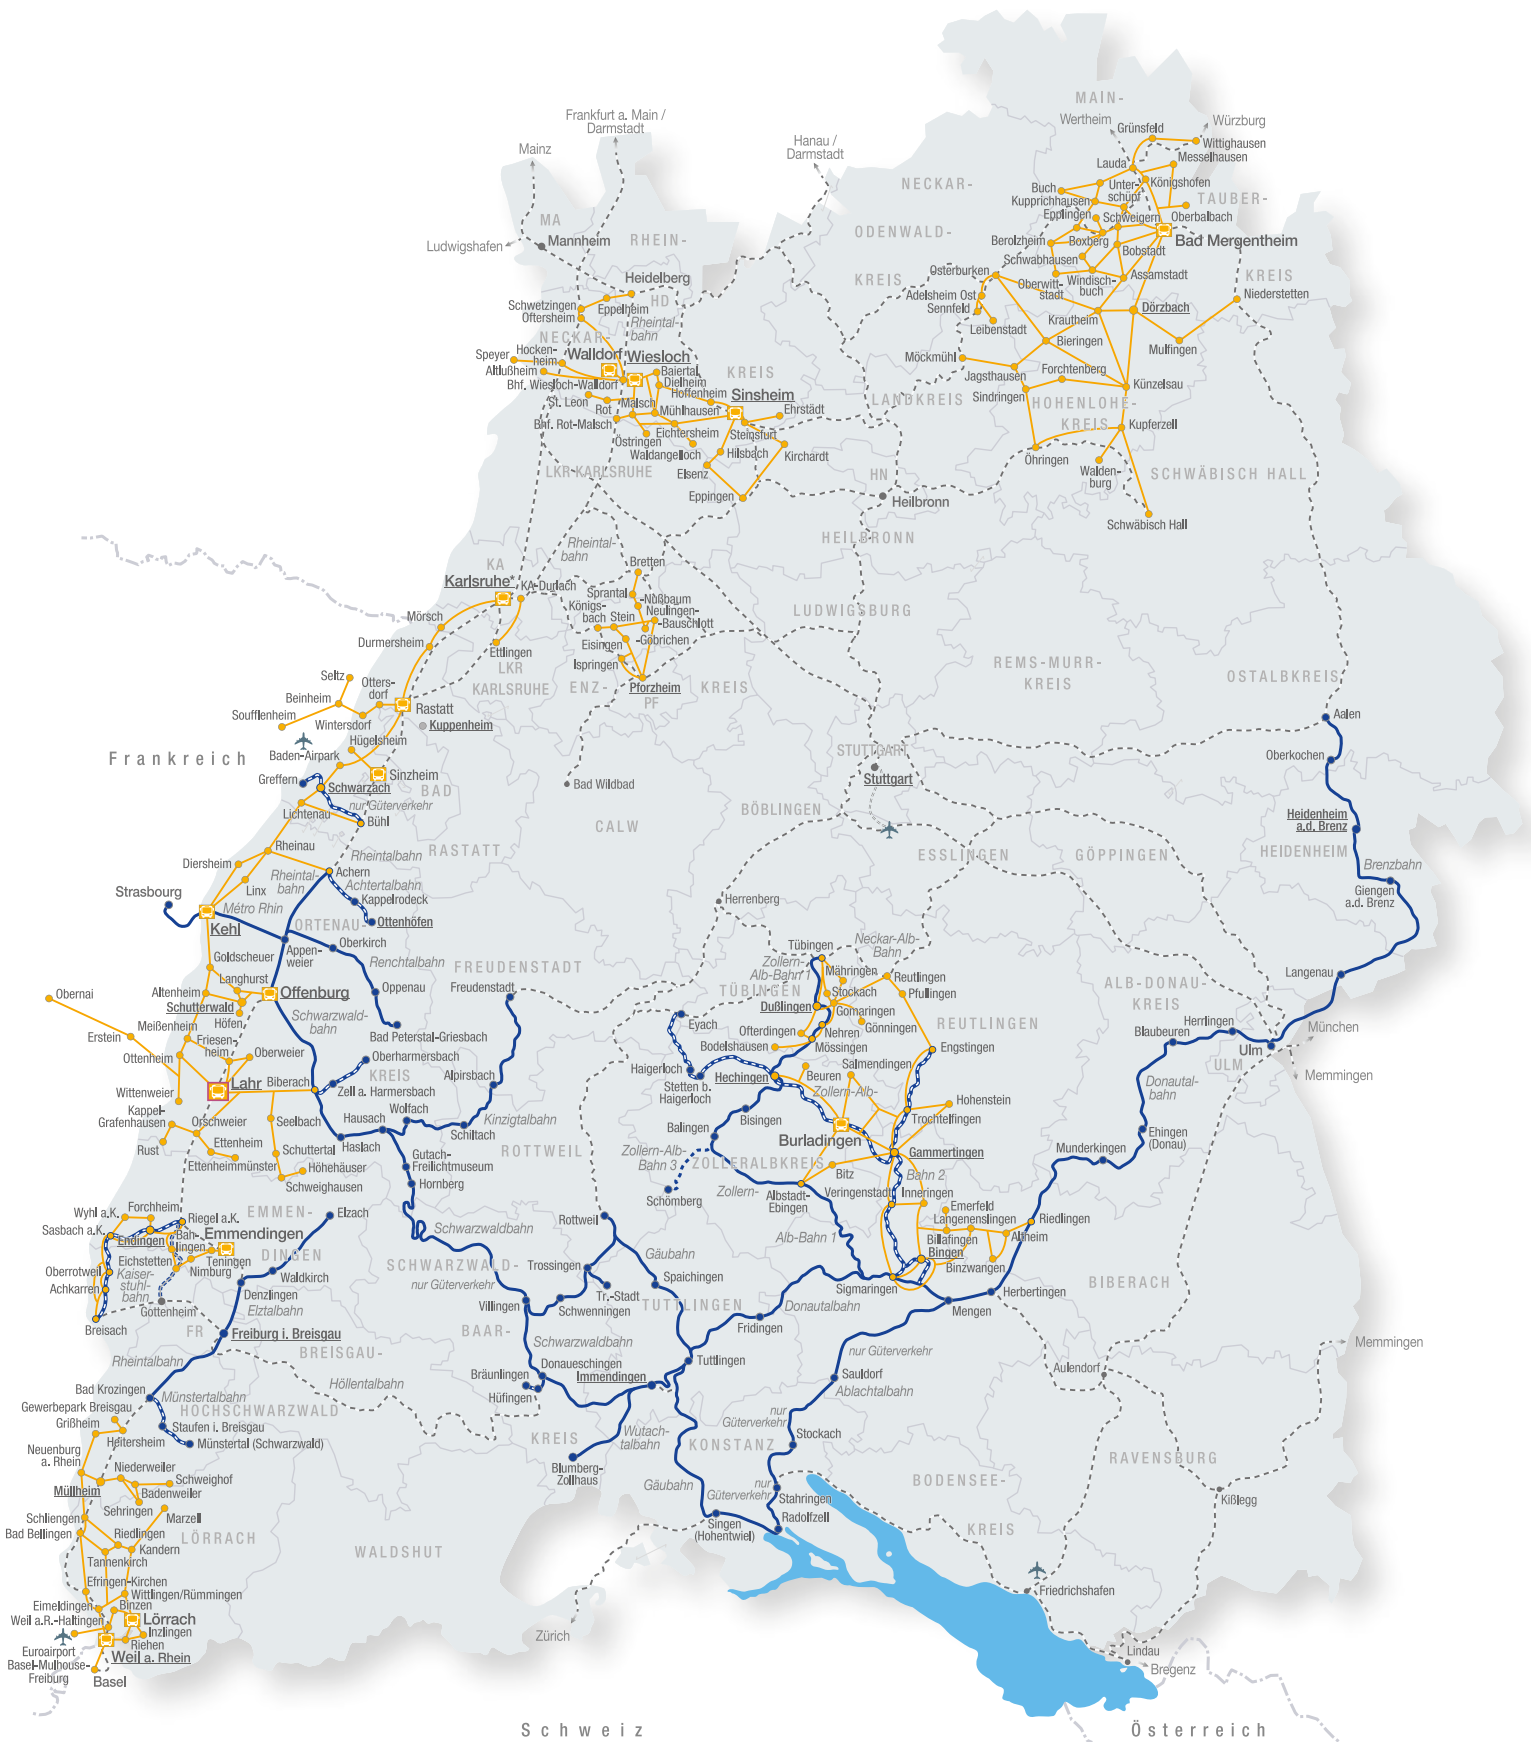 MAIN-
Wertheim
Grünsfeld
Würzburg
Wittighausen
Messelhausen
Lauda
Königshofen
Unter-
schüpf
Buch
Kupprichhausen
TAUBER-
Epplingen
Schweigern
Oberbalbach
Berolzheim
Boxberg
Bobstadt
Bad Mergentheim
Schwabhausen
Assamstadt
Windisch-
buch
Oberwitt-
stadt
KREIS
Niederstetten
Osterburken
Adelsheim Ost
Sennfeld
Leibenstadt
Krautheim
Dörzbach
Mulfingen
Bieringen
Möckmühl
Jagsthausen
Forchtenberg
Künzelsau
Sindringen
HOHENLOHE-
KREIS
Kupferzell
Öhringen
Walden-
burg
Schwäbisch Hall
SCHWÄBISCH HALL
Frankfurt a. Main /
Darmstadt
Mainz
Hanau /
Darmstadt
NECKAR-
ODENWALD-
KREIS
LANDKREIS
HN
Heilbronn
HEILBRONN
MA
Ludwigshafen
Mannheim
RHEIN-
Heidelberg
HD
Schwetzingen
Oftersheim
Eppelheim
Rheintal-
bahn
NECKAR-
Hocken-
heim
Speyer
Altlußheim
Walldorf
Wiesloch
Bhf. Wiesloch-Walldorf
Baiertal
Dielheim
KREIS
Hoffenheim
Sinsheim
St. Leon
Rot
Malsch
Mühlhausen
Ehrstädt
Bhf. Rot-Malsch
Östringen
Eichtersheim
Steinsfurt
Waldangelloch
Hilsbach
Kirchardt
Elsenz
Eppingen
LKR KARLSRUHE
Rheintal-
bahn
KA
Karlsruhe*
KA-Durlach
Bretten
Sprantal
Nußbaum
Königs-
bach
Stein
Neulingen-
Bauschlott
Göbrichen
Eisingen
Ispringen
Pforzheim
PF
ENZ-
KREIS
LUDWIGSBURG
Mörsch
Durmersheim
Ettlingen
LKR
KARLSRUHE
Seltz
Beinheim
Otters-
dorf
Soufflenheim
Wintersdorf
Rastatt
Kuppenheim
Hügelsheim
Frankreich
Baden-Airpark
Sinzheim
Greffern
Schwarzach
BAD
nur Güterverkehr
Lichtenau
Bühl
Bad Wildbad
CALW
RASTATT
REMS-MURR-
KREIS
OSTALBKREIS
Aalen
Oberkochen
STUTTGART
Stuttgart
BÖBLINGEN
ESSLINGEN
GÖPPINGEN
Heidenheim
a.d. Brenz
HEIDENHEIM
Brenzbahn
Giengen
a.d. Brenz
Rheinau
Rheintalbahn
Diersheim
Rheintal-
bahn
Achern
Achertalbahn
Linx
Kappelrodeck
Strasbourg
Métro Rhin
Ottenhöfen
Kehl
ORTENAU-
Appen-
weier
Oberkirch
Renchtalbahn
Goldscheuer
Langhurst
Oppenau
Offenburg
Altenheim
Schutterwald
Höfen
Obernai
Meißenheim
Schwarzwald-
bahn
Bad Peterstal-Griesbach
FREUDENSTADT
Freudenstadt
Erstein
Friesen-
heim
Oberweier
Oberharmersbach
Ottenheim
KREIS
Lahr
Biberach
Zell a. Harmersbach
Alpirsbach
Wittenweier
Kappel-
Grafenhausen
Orschweier
Seelbach
Hausach
Wolfach
Kinzigtalbahn
Schiltach
Haslach
Rust
Ettenheim
Ettenheimmünster
Schuttertal
Höhehäuser
Schweighausen
Gutach-
Freilichtmuseum
Hornberg
ROTTWEIL
Herrenberg
Tübingen
Neckar-Alb-
Bahn
Zollern-
Alb-Bahn 1
Mähringen
Reutlingen
TÜBINGEN
Stockach
Pfullingen
Dußlingen
Gomaringen
Eyach
Ofterdingen
Gönningen
Nehren
REUTLINGEN
Bodelshausen
Mössingen
Engstingen
Haigerloch
Hechingen
Salmendingen
Stetten b.
Haigerloch
Beuren
Zollern-Alb-
Hohenstein
Bisingen
Trochtelfingen
Balingen
Burladingen
Zollern-Alb-
Bahn 3
ZOLLERALBKREIS
Gammertingen
Bitz
Bahn 2
Schömberg
Zollern-
Albstadt-
Ebingen
Veringenstadt
Inneringen
Emerfeld
Langenenslingen
Billafingen
Riedlingen
Altheim
Bingen
Binzwangen
Alb-Bahn 1
Sigmaringen
Mengen
Herbertingen
ALB-DONAU-
KREIS
Langenau
Herrlingen
Blaubeuren
Ulm
ULM
München
Memmingen
Donautal-
bahn
Ehingen
(Donau)
Munderkingen
BIBERACH
Forchheim
Wyhl a.K.
Riegel a.K.
EMMEN-
DINGEN
Elzach
Sasbach a.K.
Endingen
Bah-
lingen
Emmendingen
Eichstetten
Teningen
Oberrotweil
Kaiser-
stuhl-
bahn
Nimburg
Waldkirch
Achkarren
Gottenheim
Denzlingen
Elztalbahn
Breisach
FR
Freiburg i. Breisgau
Rheintalbahn
BREISGAU-
Höllentalbahn
Schwarzwaldbahn
SCHWARZWALD-
nur Güterverkehr
Rottweil
Gäubahn
Trossingen
Spaichingen
Tr.-Stadt
Villingen
Schwenningen
TUTTLINGEN
Donautalbahn
Fridingen
BAAR-
Schwarzwaldbahn
Donaueschingen
Tuttlingen
Bräunlingen
Immendingen
Hüfingen
nur Güterverkehr
Sauldorf
Ablachtalbahn
Memmingen
Aulendorf
Bad Krozingen
Münstertalbahn
Gewerbepark Breisgau
HOCHSCHWARZWALD
Grißheim
Staufen i. Breisgau
Heitersheim
Münstertal (Schwarzwald)
Neuenburg
a. Rhein
KREIS
Wutach-
talbahn
Blumberg-
Zollhaus
KONSTANZ
nur
Güterverkehr
Stockach
RAVENSBURG
BODENSEE-
Niederweiler
Schweighof
Müllheim
Badenweiler
Sehringen
Marzell
Gäubahn
nur
Güterverkehr
Stahringen
Kißlegg
Schliengen
Bad Bellingen
Riedlingen
Kandern
LÖRRACH
Singen
(Hohentwiel)
Radolfzell
KREIS
Tannenkirch
WALDSHUT
Efringen-Kirchen
Wittlingen/Rümmingen
Friedrichshafen
Eimeldingen
Binzen
Weil a.R.-Haltingen
Lörrach
Inzlingen
Riehen
Zürich
Euroairport
Basel-Mulhouse-
Freiburg
Weil a. Rhein
Basel
Lindau
Bregenz
Schweiz
Österreich